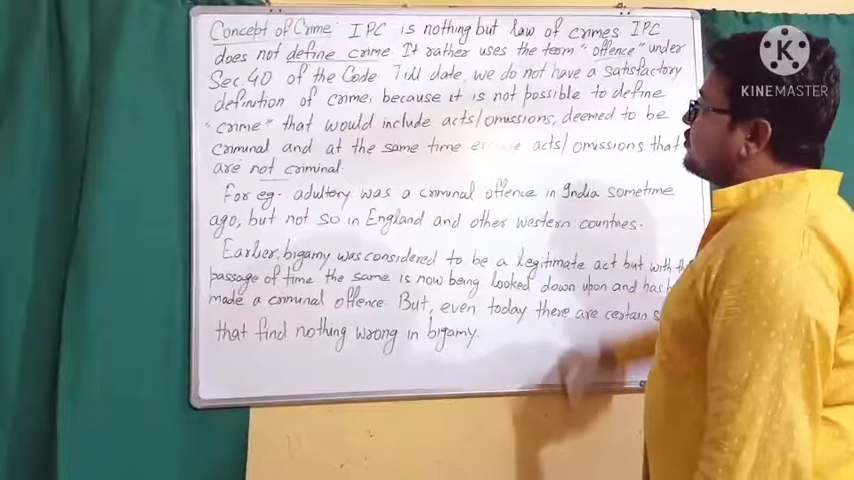 Concept of Crime: IPC is nothing but law of crimes. IPC
does not define crime. It rather uses the term "offence" under
Sec 40 of the Code. Till date, we do not have a satisfactory
definition of crime, because it is not possible to define
"crime" that would include acts/omissions, deemed to be
criminal and at the same time acts/omissions that
are not criminal.
For eg- adultory was a criminal offence in India sometime
ago, but not so in England and other western countries.
Earlier, bigamy was considered to be a legitimate act but with
passage of time the same is now being looked down upon and has
made a criminal offence. But, even today there are certain
that find nothing wrong in bigamy.
K
KINEMASTER